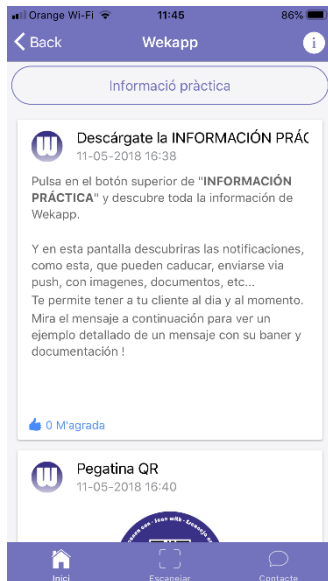 Orange Wi-Fi 11:45 86%
Back Wekapp i
Informació pràctica
Descárgate la INFORMACIÓN PRÁC
11-05-2018 16:38
Pulsa en el botón superior de "INFORMACIÓN
PRÁCTICA" y descubre toda la información de
Wekapp.
Y en esta pantalla descubriras las notificaciones,
como esta, que pueden caducar, enviarse via
push, con imagenes, documentos, etc...
Te permite tener a tu cliente al dia y al momento.
Mira el mensaje a continuación para ver un
ejemplo detallado de un mensaje con su baner y
documentación !
0 M'agrada
Pegatina QR
11-05-2018 16:40
Scan with
Inici Escanejar Contacte